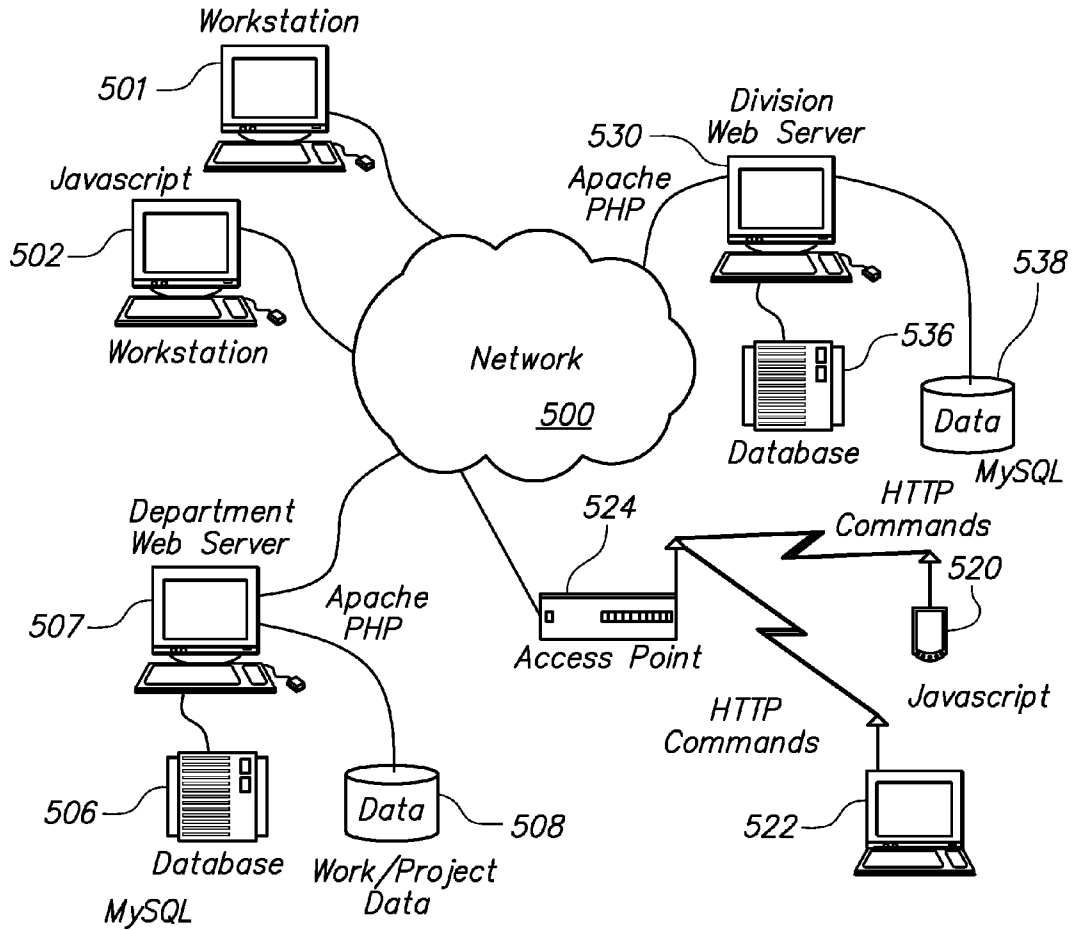 Workstation
501
Javascript
502
Workstation
Division
Web Server
530
Apache
PHP
538
536
Network
500
Database
Data
MySQL
HTTP
Commands
524
520
Access Point
Javascript
Department
Web Server
507
Apache
PHP
HTTP
Commands
506
Data
508
522
Database
Work/Project
Data
MySQL